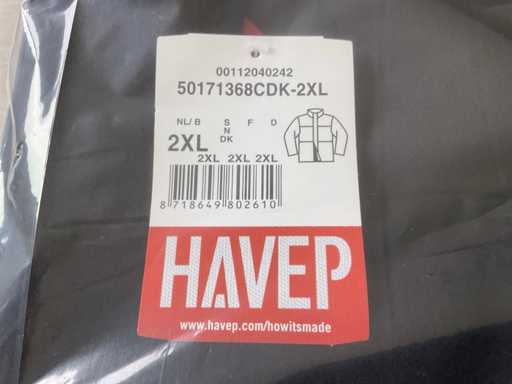 00112040242
50171368CDK-2XL
NL/B S F D
N
2XL DK
2XL 2XL 2XL
8 718649 802610
HAVEP
www.havep.com/howitsmade